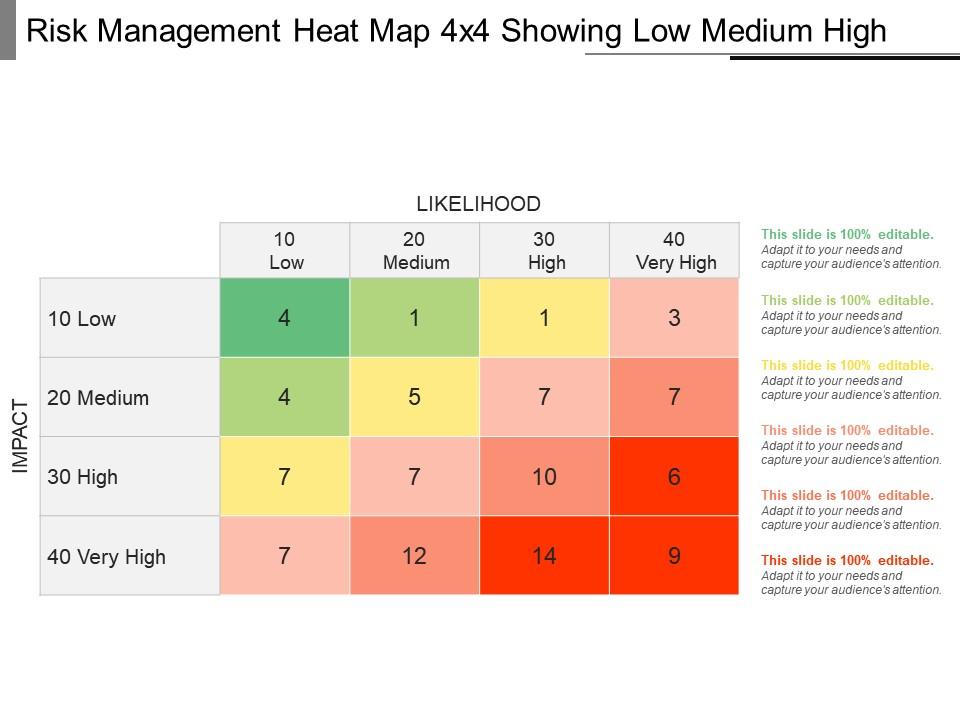 Risk Management Heat Map 4x4 Showing Low Medium High
LIKELIHOOD
10
Low
20
Medium
30
High
40
Very High
IMPACT
10 Low
4
1
1
3
20 Medium
4
5
7
7
30 High
7
7
10
6
40 Very High
7
12
14
9
This slide is 100% editable.
Adapt it to your needs and
capture your audience's attention.
This slide is 100% editable.
Adapt it to your needs and
capture your audience's attention.
This slide is 100% editable.
Adapt it to your needs and
capture your audience's attention.
This slide is 100% editable.
Adapt it to your needs and
capture your audience's attention.
This slide is 100% editable.
Adapt it to your needs and
capture your audience's attention.
This slide is 100% editable.
Adapt it to your needs and
capture your audience's attention.